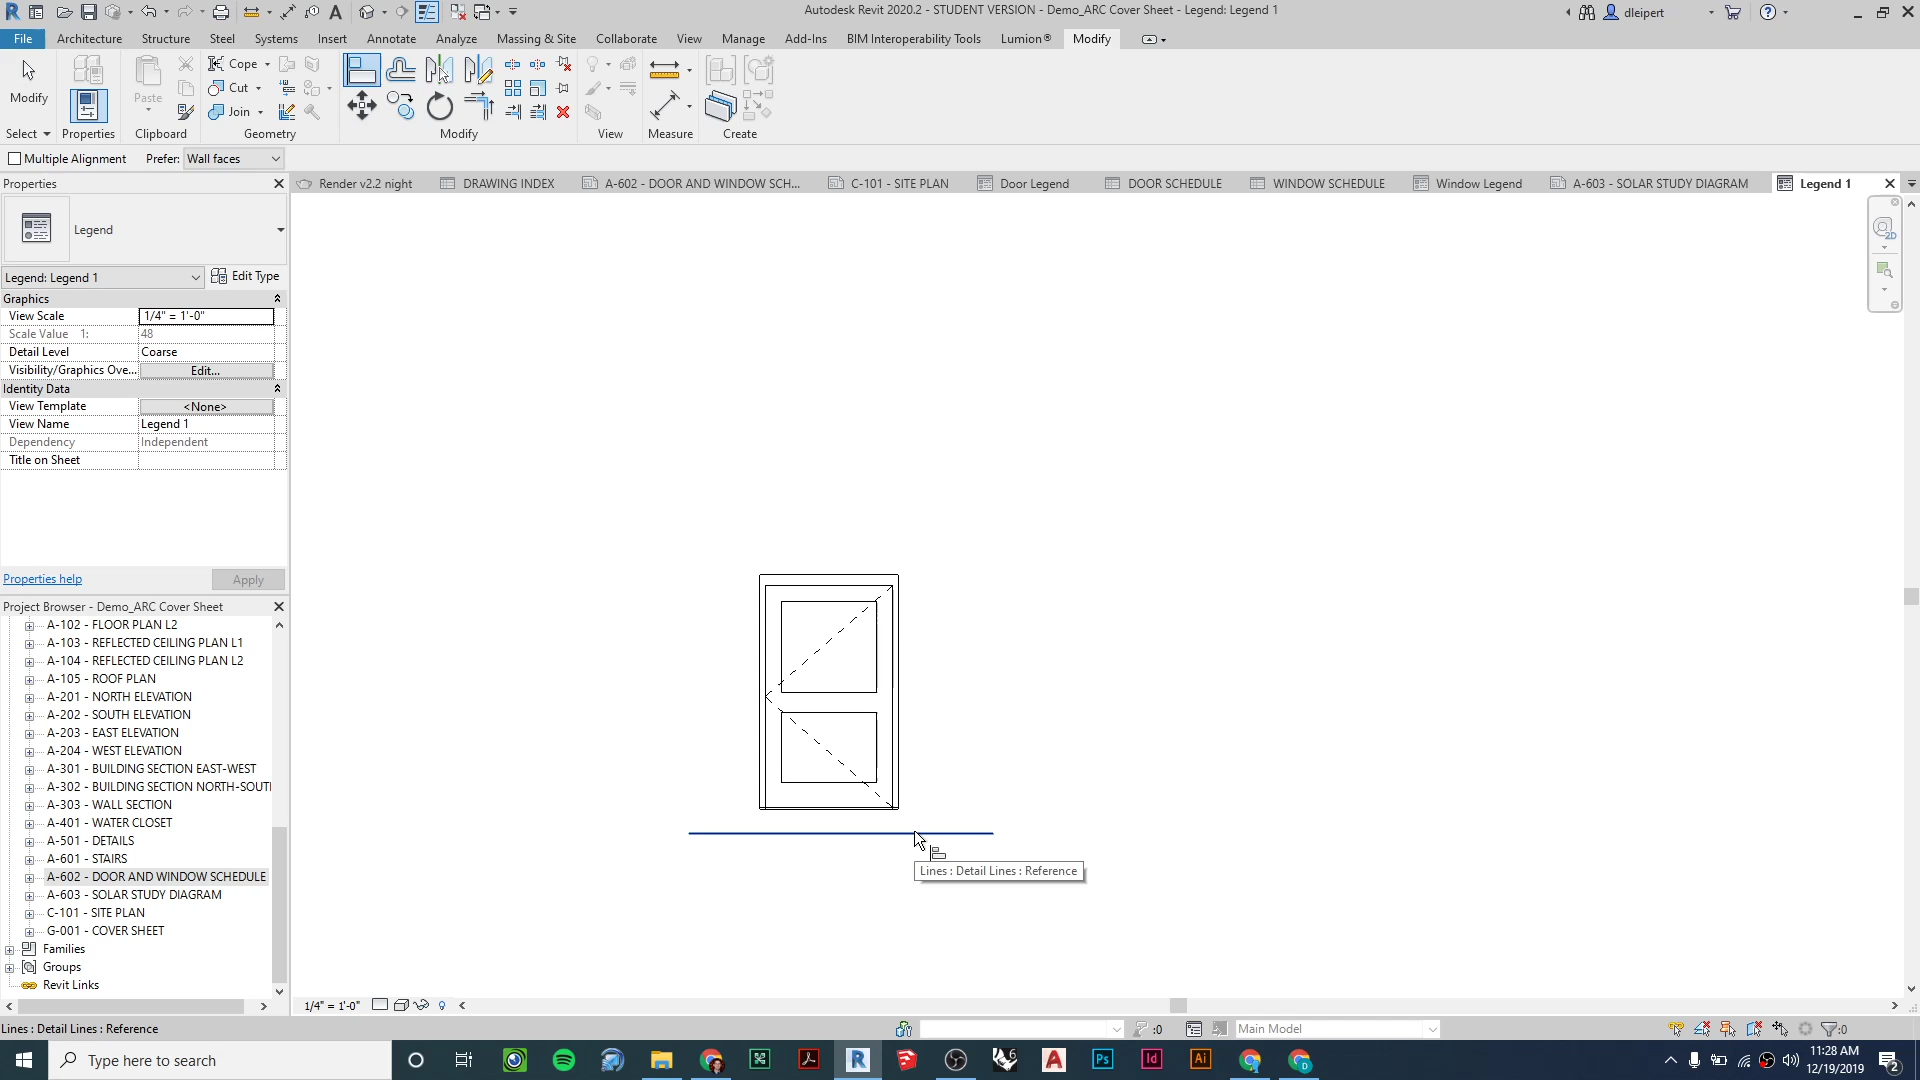 Autodesk Revit 2020.2 - STUDENT VERSION - Demo_ARC Cover Sheet - Legend: Legend 1
dleipert
File Architecture Structure Steel Systems Insert Annotate Analyze Massing & Site Collaborate View Manage Add-Ins BIM Interoperability Tools Lumion® Modify
Modify
Paste
Cope
Cut
Join
Select Properties Clipboard Geometry Modify View Measure Create
Multiple Alignment Prefer: Wall faces
Properties
Render v2.2 night
DRAWING INDEX
A-602 - DOOR AND WINDOW SCH...
C-101 - SITE PLAN
Door Legend
DOOR SCHEDULE
WINDOW SCHEDULE
Window Legend
A-603 - SOLAR STUDY DIAGRAM
Legend 1
Legend
Legend: Legend 1
Edit Type
Graphics
View Scale 1/4" = 1'-0"
Scale Value 1: 48
Detail Level Coarse
Visibility/Graphics Ove... Edit...
Identity Data
View Template <None>
View Name Legend 1
Dependency Independent
Title on Sheet
Properties help Apply
Project Browser - Demo_ARC Cover Sheet
A-102 - FLOOR PLAN L2
A-103 - REFLECTED CEILING PLAN L1
A-104 - REFLECTED CEILING PLAN L2
A-105 - ROOF PLAN
A-201 - NORTH ELEVATION
A-202 - SOUTH ELEVATION
A-203 - EAST ELEVATION
A-204 - WEST ELEVATION
A-301 - BUILDING SECTION EAST-WEST
A-302 - BUILDING SECTION NORTH-SOUT
A-303 - WALL SECTION
A-401 - WATER CLOSET
A-501 - DETAILS
A-601 - STAIRS
A-602 - DOOR AND WINDOW SCHEDULE
A-603 - SOLAR STUDY DIAGRAM
C-101 - SITE PLAN
G-001 - COVER SHEET
Families
Groups
Revit Links
Lines : Detail Lines : Reference
1/4" = 1'-0"
Lines : Detail Lines : Reference
:0
Main Model
:0
Type here to search
11:28 AM
12/19/2019
2